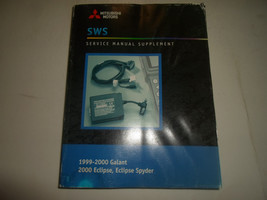 MITSUBISHI
MOTORS
SWS
SERVICE MANUAL SUPPLEMENT
1999-2000 Galant
2000 Eclipse, Eclipse Spyder